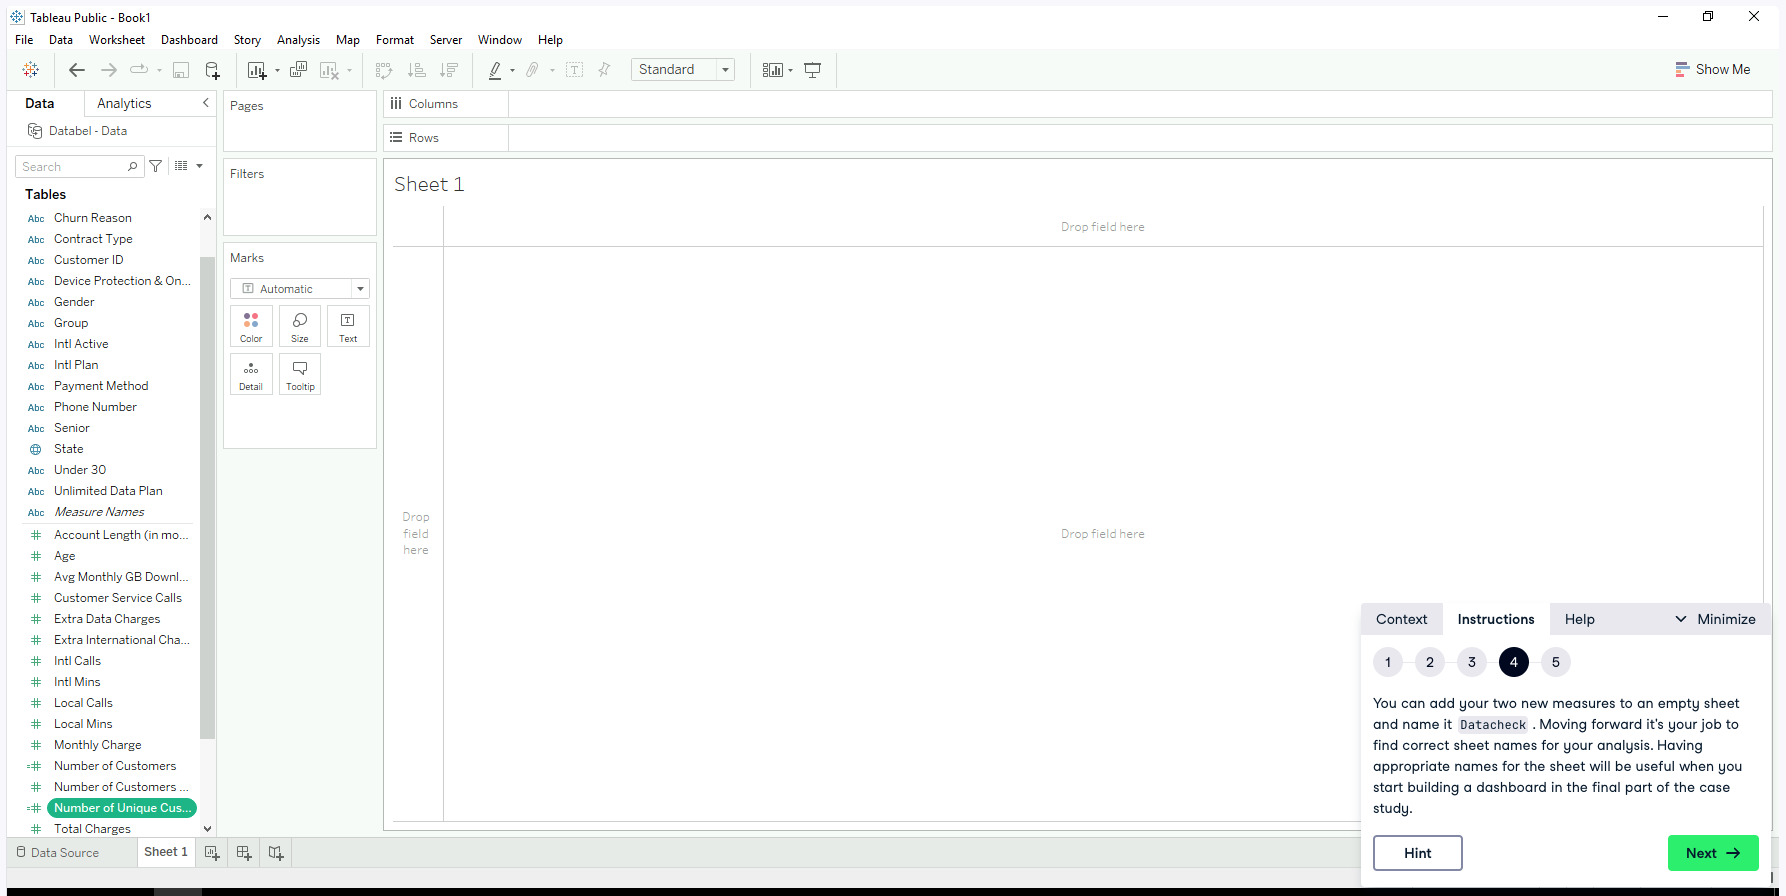 Tableau Public - Book1
File Data Worksheet Dashboard Story Analysis Map Format Server Window Help
Standard
Show Me
Data Analytics
Databel - Data
Search
Tables
Abc Churn Reason
Abc Contract Type
Abc Customer ID
Abc Device Protection & On...
Abc Gender
Abc Group
Abc Intl Active
Abc Intl Plan
Abc Payment Method
Abc Phone Number
Abc Senior
State
Abc Under 30
Abc Unlimited Data Plan
Abc Measure Names
Account Length (in mo...
Age
Avg Monthly GB Downl...
Customer Service Calls
Extra Data Charges
Extra International Cha...
Intl Calls
Intl Mins
Local Calls
Local Mins
Monthly Charge
Number of Customers
Number of Customers ...
Number of Unique Cus...
Total Charges
Pages
Filters
Marks
Automatic
Color Size Text
Detail Tooltip
Columns
Rows
Sheet 1
Drop field here
Drop
field
here
Drop field here
Context Instructions Help Minimize
1 2 3 4 5
You can add your two new measures to an empty sheet
and name it Datacheck . Moving forward it's your job to
find correct sheet names for your analysis. Having
appropriate names for the sheet will be useful when you
start building a dashboard in the final part of the case
study.
Hint Next
Data Source Sheet 1